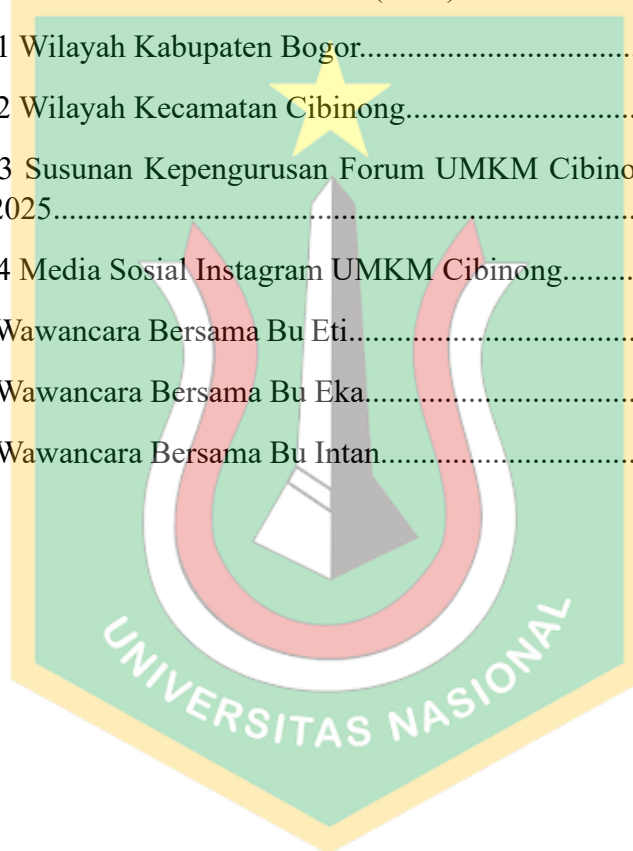 1 Wilayah Kabupaten Bogor..................................
2 Wilayah Kecamatan Cibinong............................
3 Susunan Kepengurusan Forum UMKM Cibino
2025......................................................................
4 Media Sosial Instagram UMKM Cibinong.........
Wawancara Bersama Bu Eti...................................
Wawancara Bersama Bu Eka.................................
Wawancara Bersama Bu Intan...............................
UNIVERSITAS NASIONAL